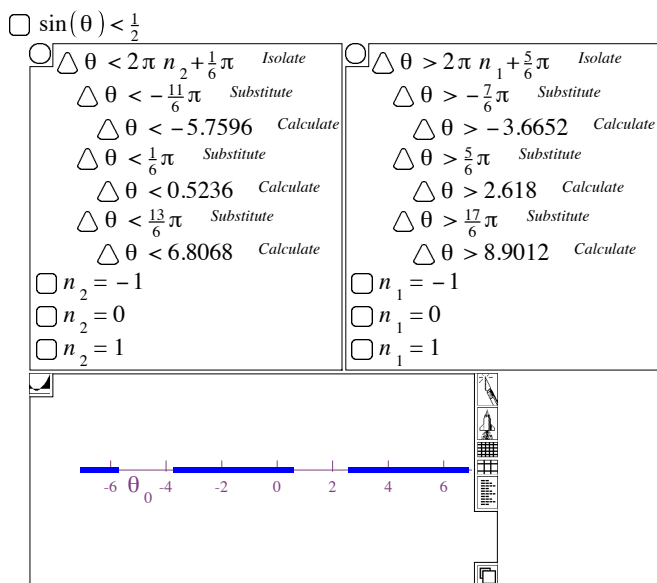 sin(θ) < 1/2
θ < 2π n₂ + 1/6 π Isolate
θ < −11/6 π Substitute
θ < −5.7596 Calculate
θ < 1/6 π Substitute
θ < 0.5236 Calculate
θ < 13/6 π Substitute
θ < 6.8068 Calculate
n₂ = −1
n₂ = 0
n₂ = 1
θ > 2π n₁ + 5/6 π Isolate
θ > −7/6 π Substitute
θ > −3.6652 Calculate
θ > 5/6 π Substitute
θ > 2.618 Calculate
θ > 17/6 π Substitute
θ > 8.9012 Calculate
n₁ = −1
n₁ = 0
n₁ = 1
-6 θ₀ -4 -2 0 2 4 6